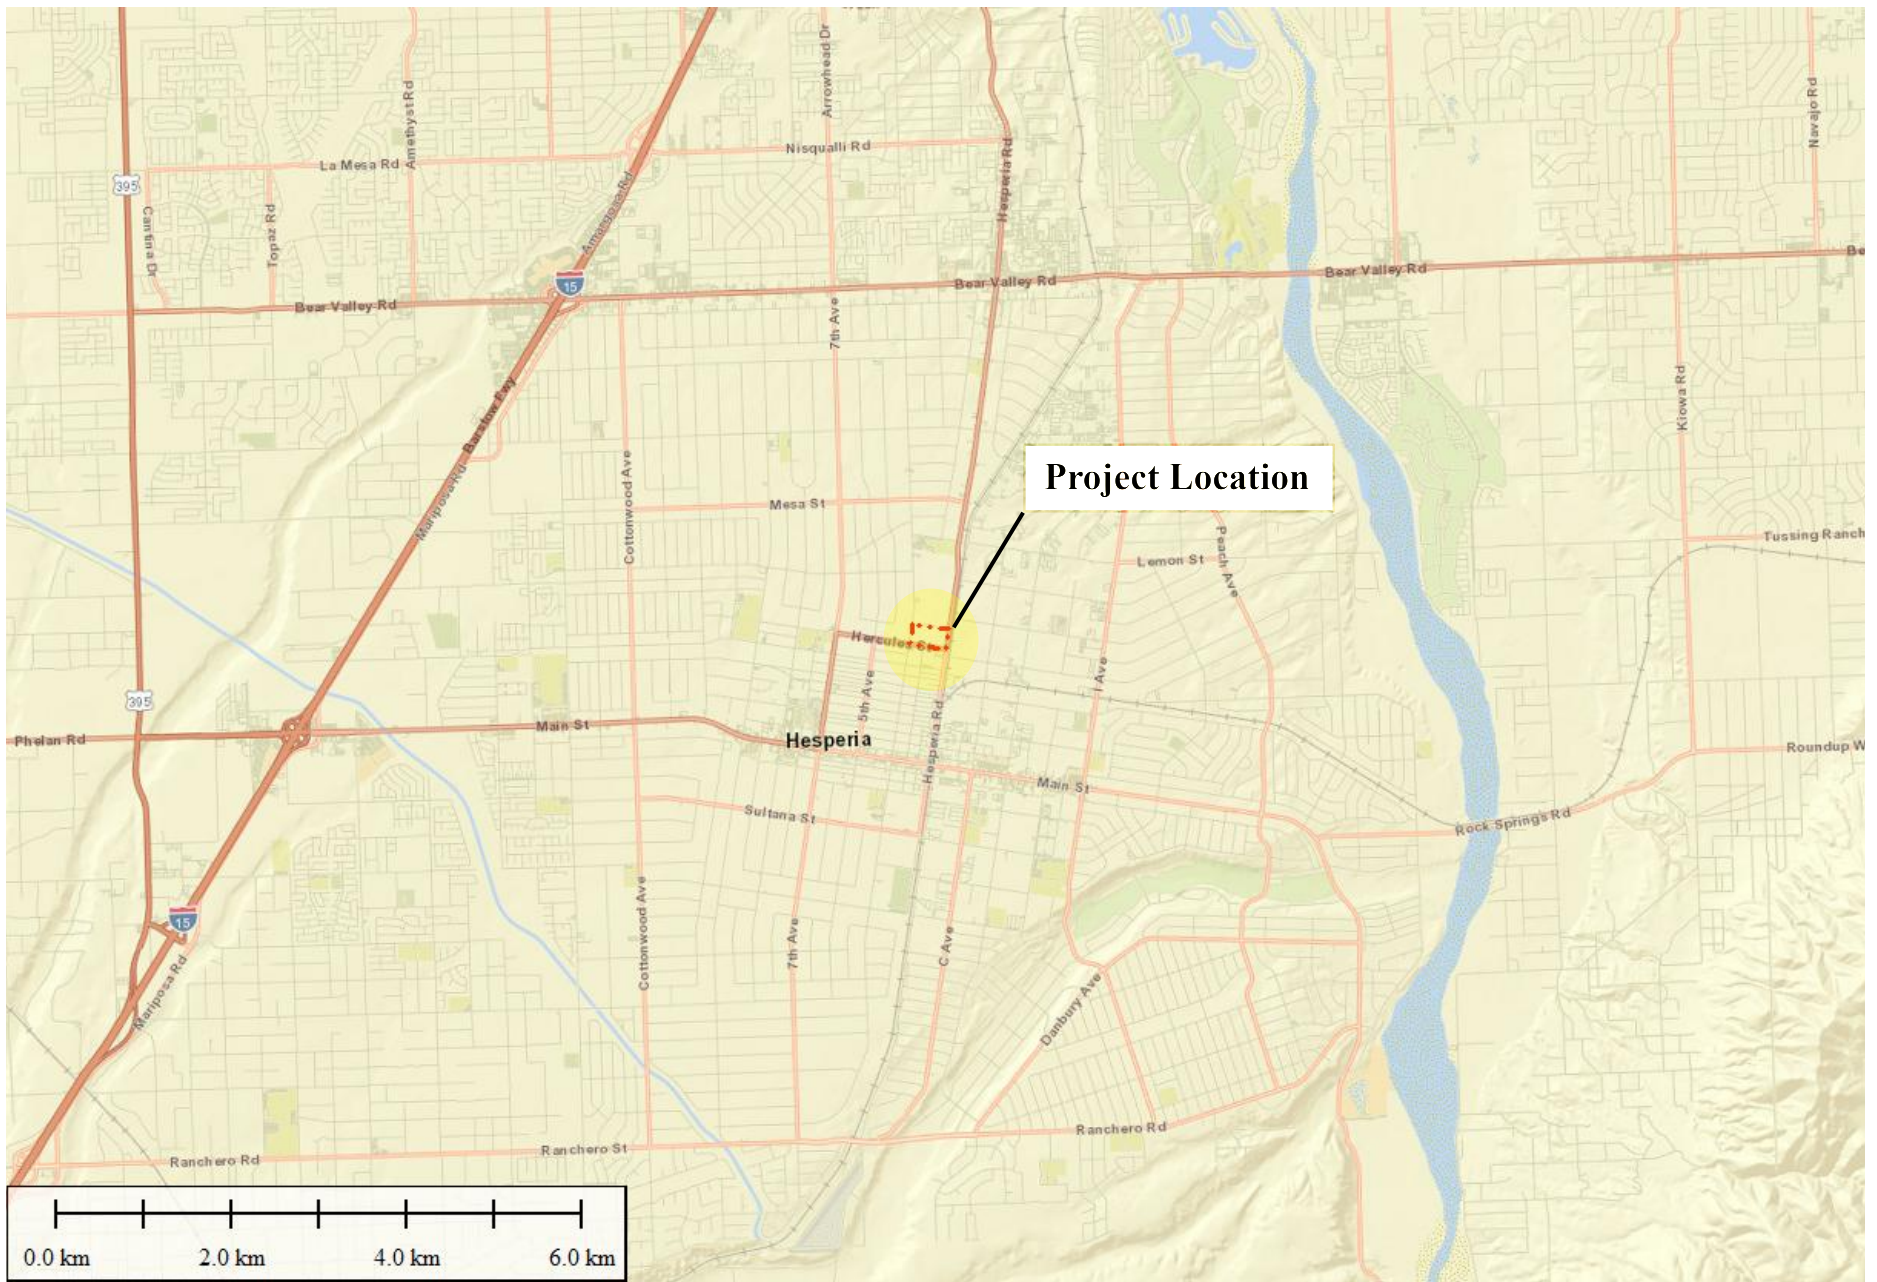 Arrowhead Dr
Amethyst Rd
Navajo Rd
Nisqualli Rd
La Mesa Rd
Hesperia Rd
395
Amargosa Rd
Cantina Dr
Topaz Rd
Be
Bear Valley Rd
15
Bear Valley Rd
Bear Valley Rd
7th Ave
Kiowa Rd
Barstow Fwy
Project Location
Mariposa Rd
Cottonwood Ave
Mesa St
Peach Ave
Tussing Ranch
Lemon St
Hercules St
I Ave
395
5th Ave
Main St
Phelan Rd
Hesperia
Hesperia Rd
Roundup W
Main St
Sultana St
Rock Springs Rd
15
Cottonwood Ave
7th Ave
C Ave
Mariposa Rd
Danbury Ave
Ranchero Rd
Ranchero St
Ranchero Rd
0.0 km 2.0 km 4.0 km 6.0 km